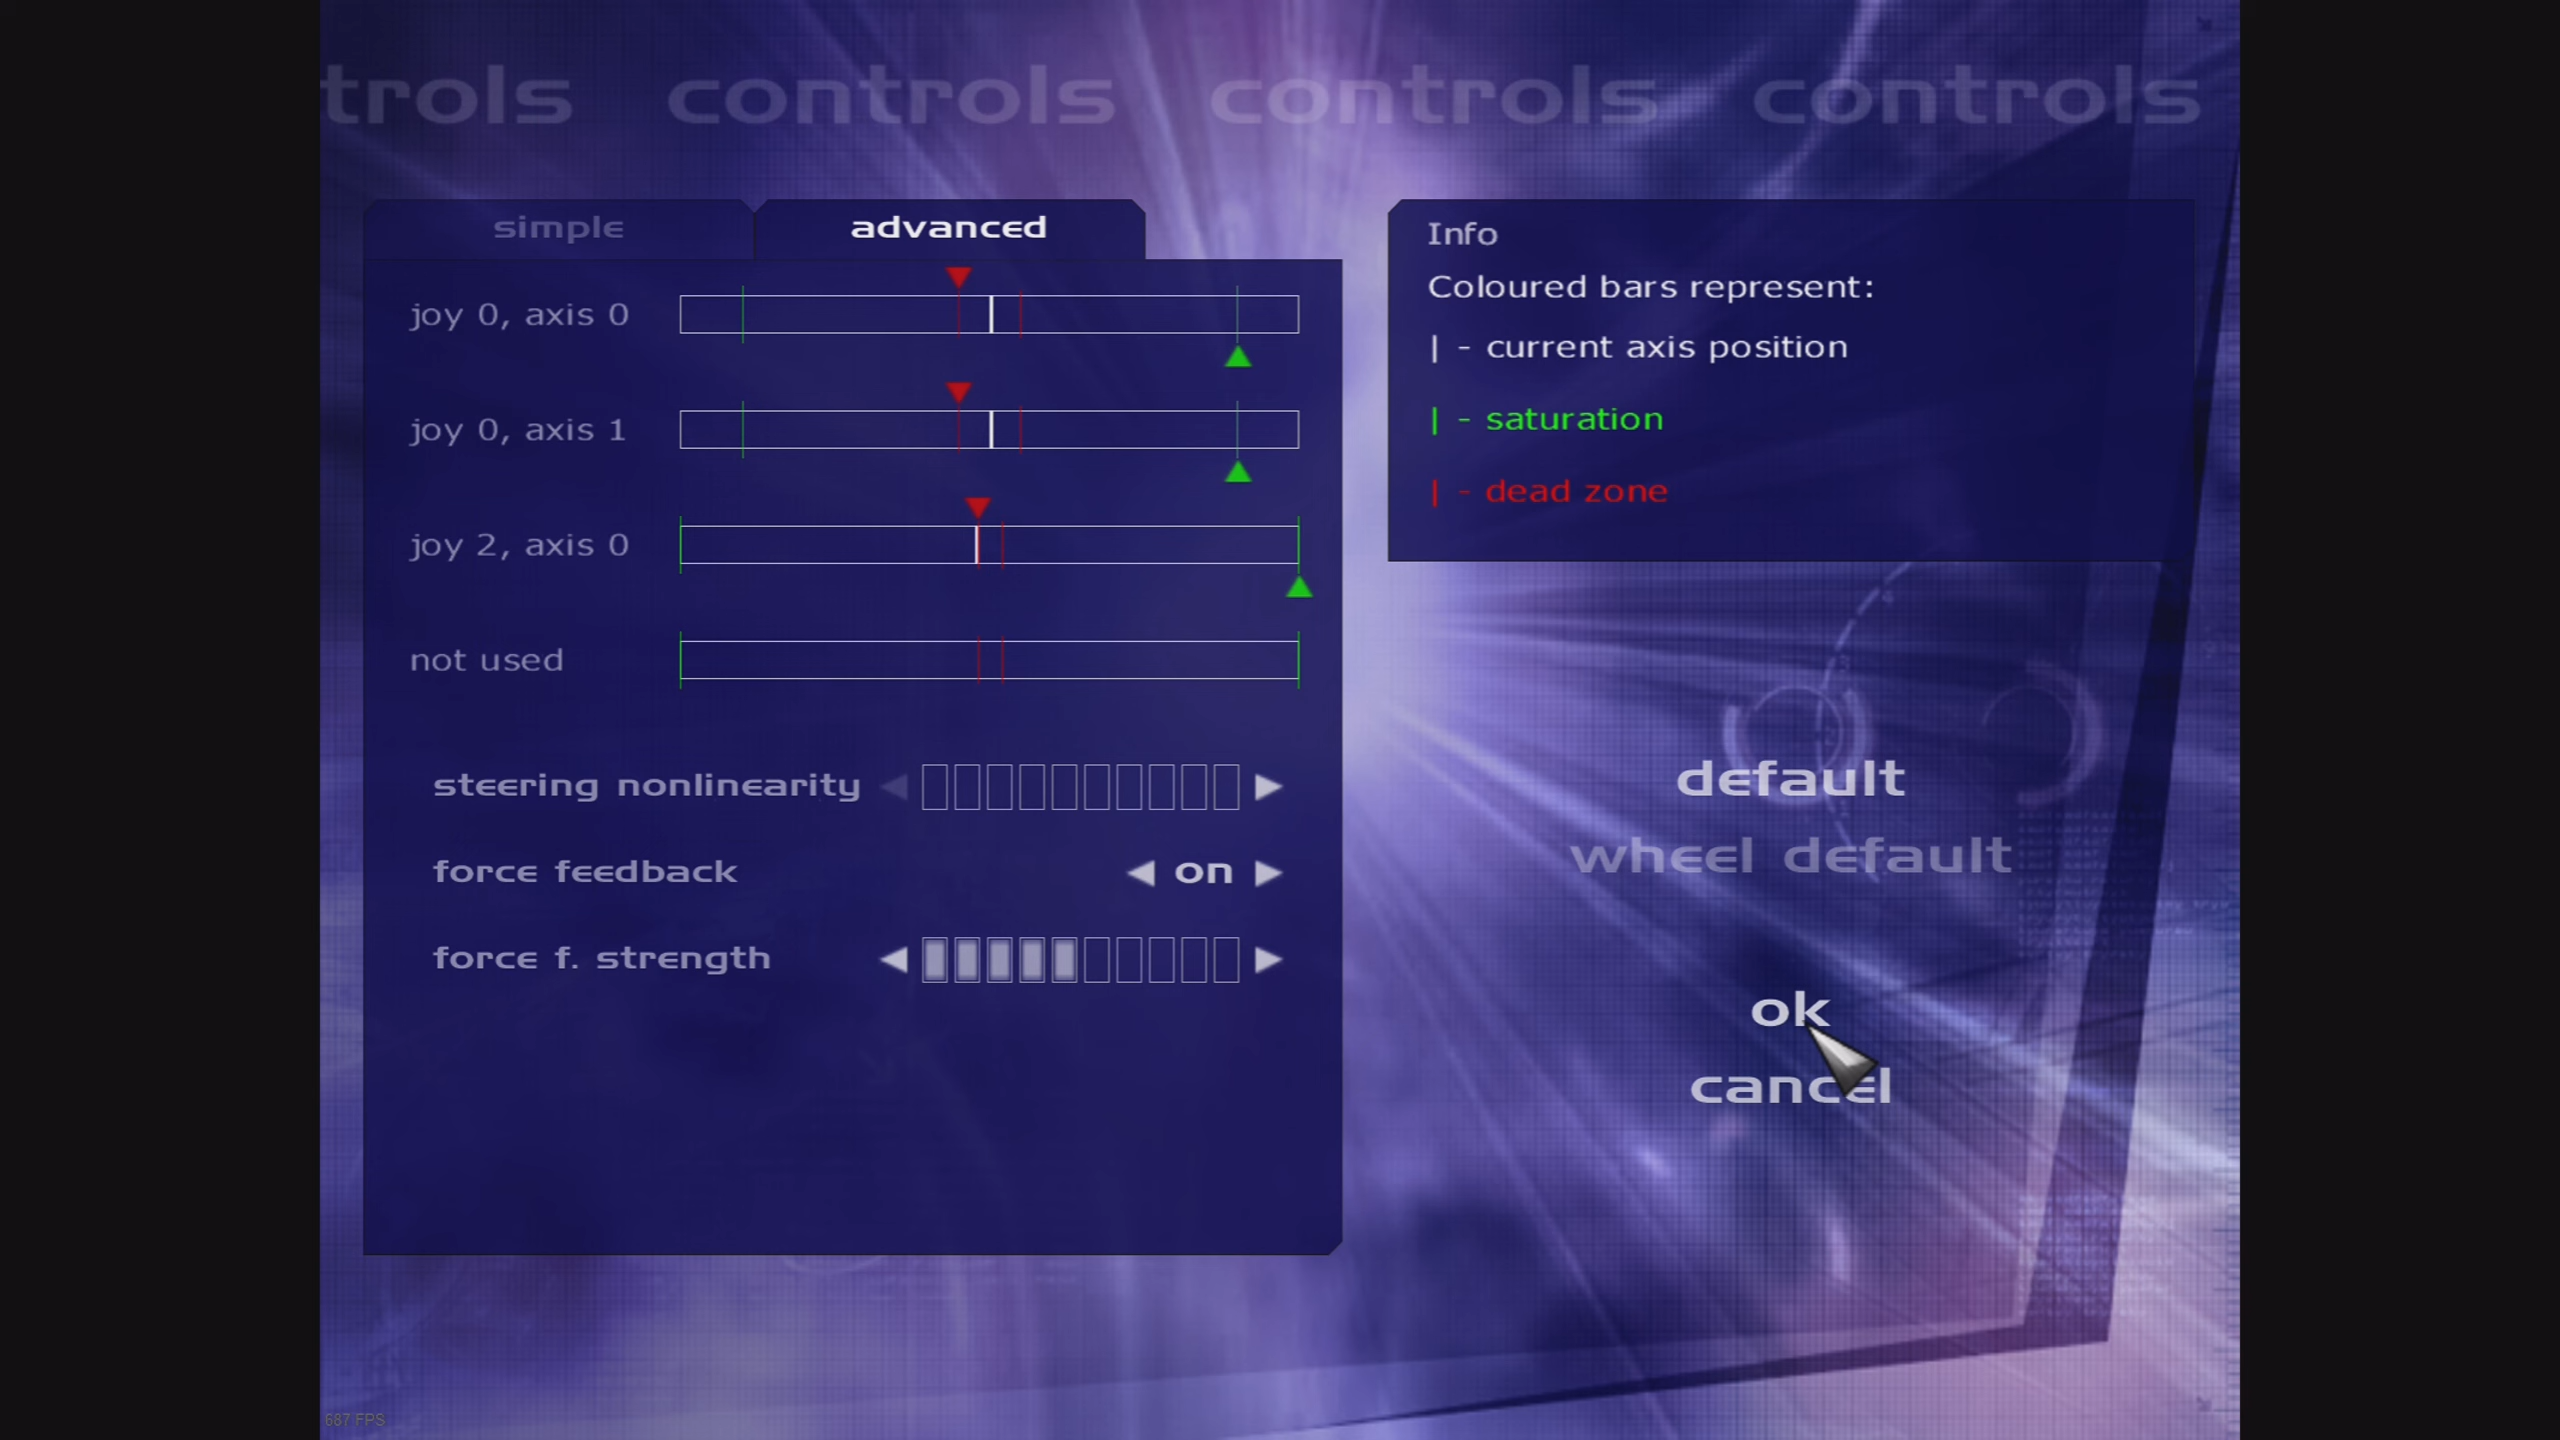 trols controls controls controls
simple advanced
joy 0, axis 0
joy 0, axis 1
joy 2, axis 0
not used
steering nonlinearity
force feedback on
force f. strength
Info
Coloured bars represent:
| - current axis position
| - saturation
| - dead zone
default
wheel default
ok
cancel
687 FPS